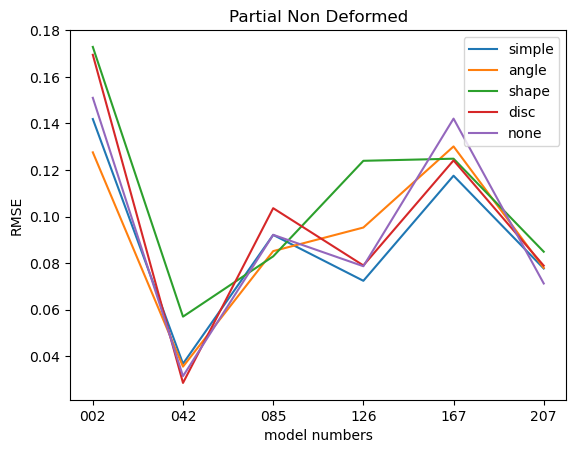 Partial Non Deformed
0.18
0.16
0.14
0.12
0.10
0.08
0.06
0.04
RMSE
simple
angle
shape
disc
none
002 042 085 126 167 207
model numbers